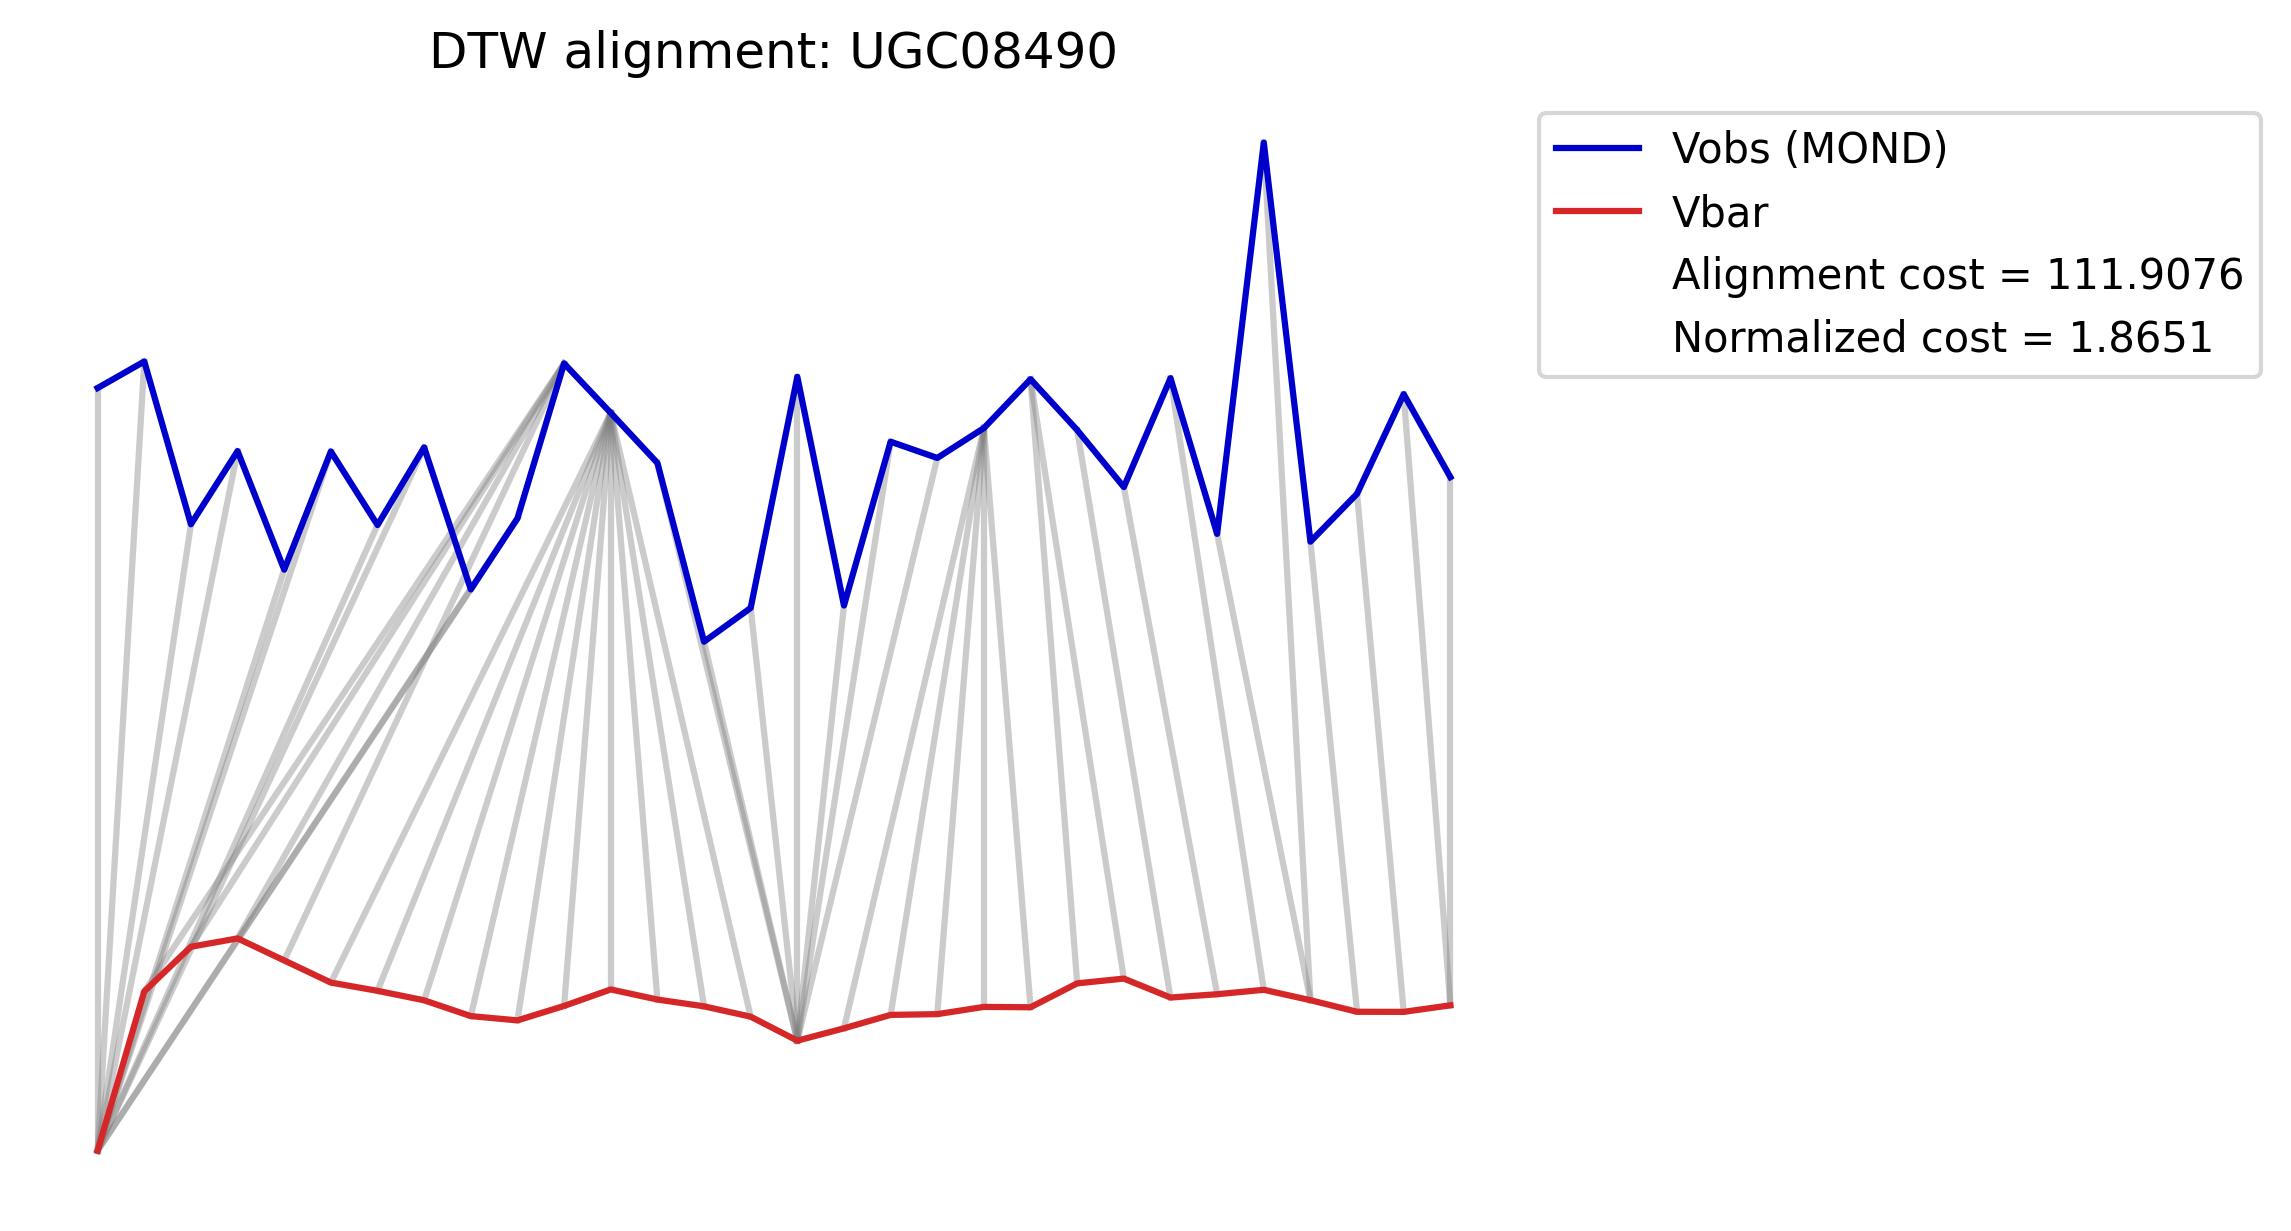 DTW alignment: UGC08490
Vobs (MOND)
Vbar
Alignment cost = 111.9076
Normalized cost = 1.8651